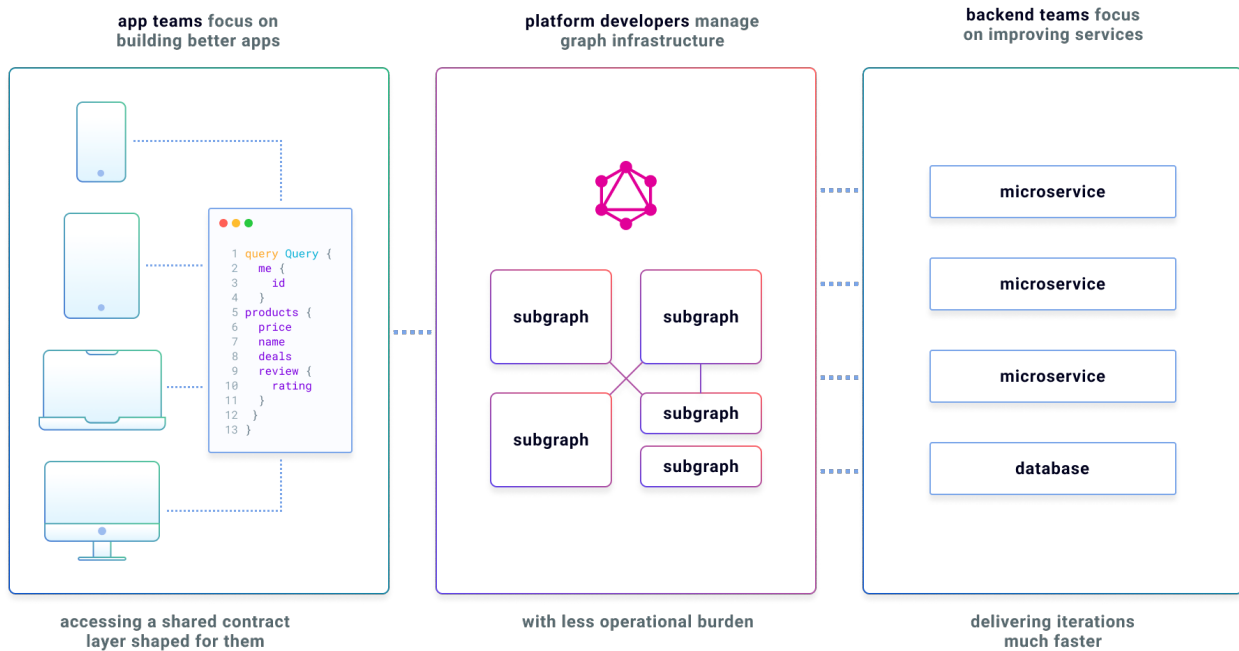 app teams focus on
building better apps
1 query Query {
2 me {
3 id
4 }
5 products {
6 price
7 name
8 deals
9 review {
10 rating
11 }
12 }
13 }
accessing a shared contract
layer shaped for them
platform developers manage
graph infrastructure
subgraph
subgraph
subgraph
subgraph
subgraph
with less operational burden
backend teams focus
on improving services
microservice
microservice
microservice
database
delivering iterations
much faster